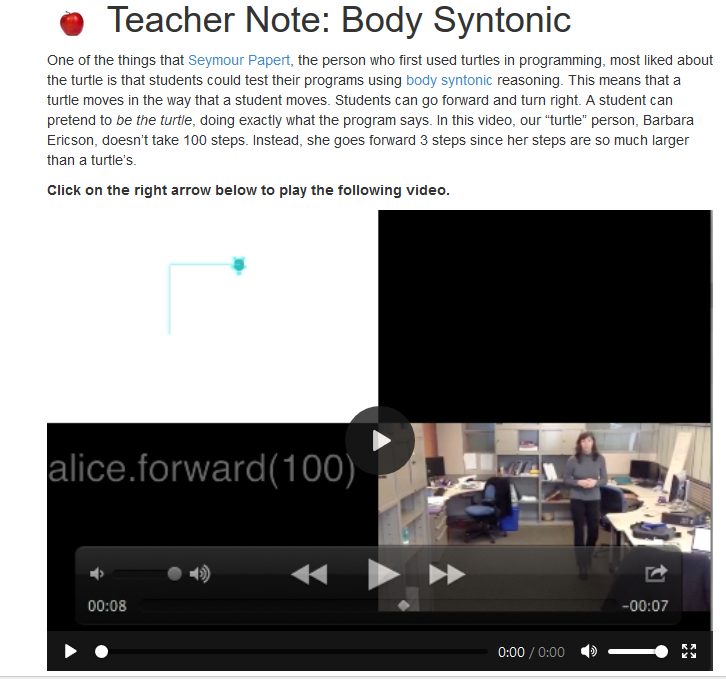 Teacher Note: Body Syntonic
One of the things that Seymour Papert, the person who first used turtles in programming, most liked about
the turtle is that students could test their programs using body syntonic reasoning. This means that a
turtle moves in the way that a student moves. Students can go forward and turn right. A student can
pretend to be the turtle, doing exactly what the program says. In this video, our “turtle” person, Barbara
Ericson, doesn’t take 100 steps. Instead, she goes forward 3 steps since her steps are so much larger
than a turtle’s.
Click on the right arrow below to play the following video.
alice.forward(100)
00:08
-00:07
0:00 / 0:00